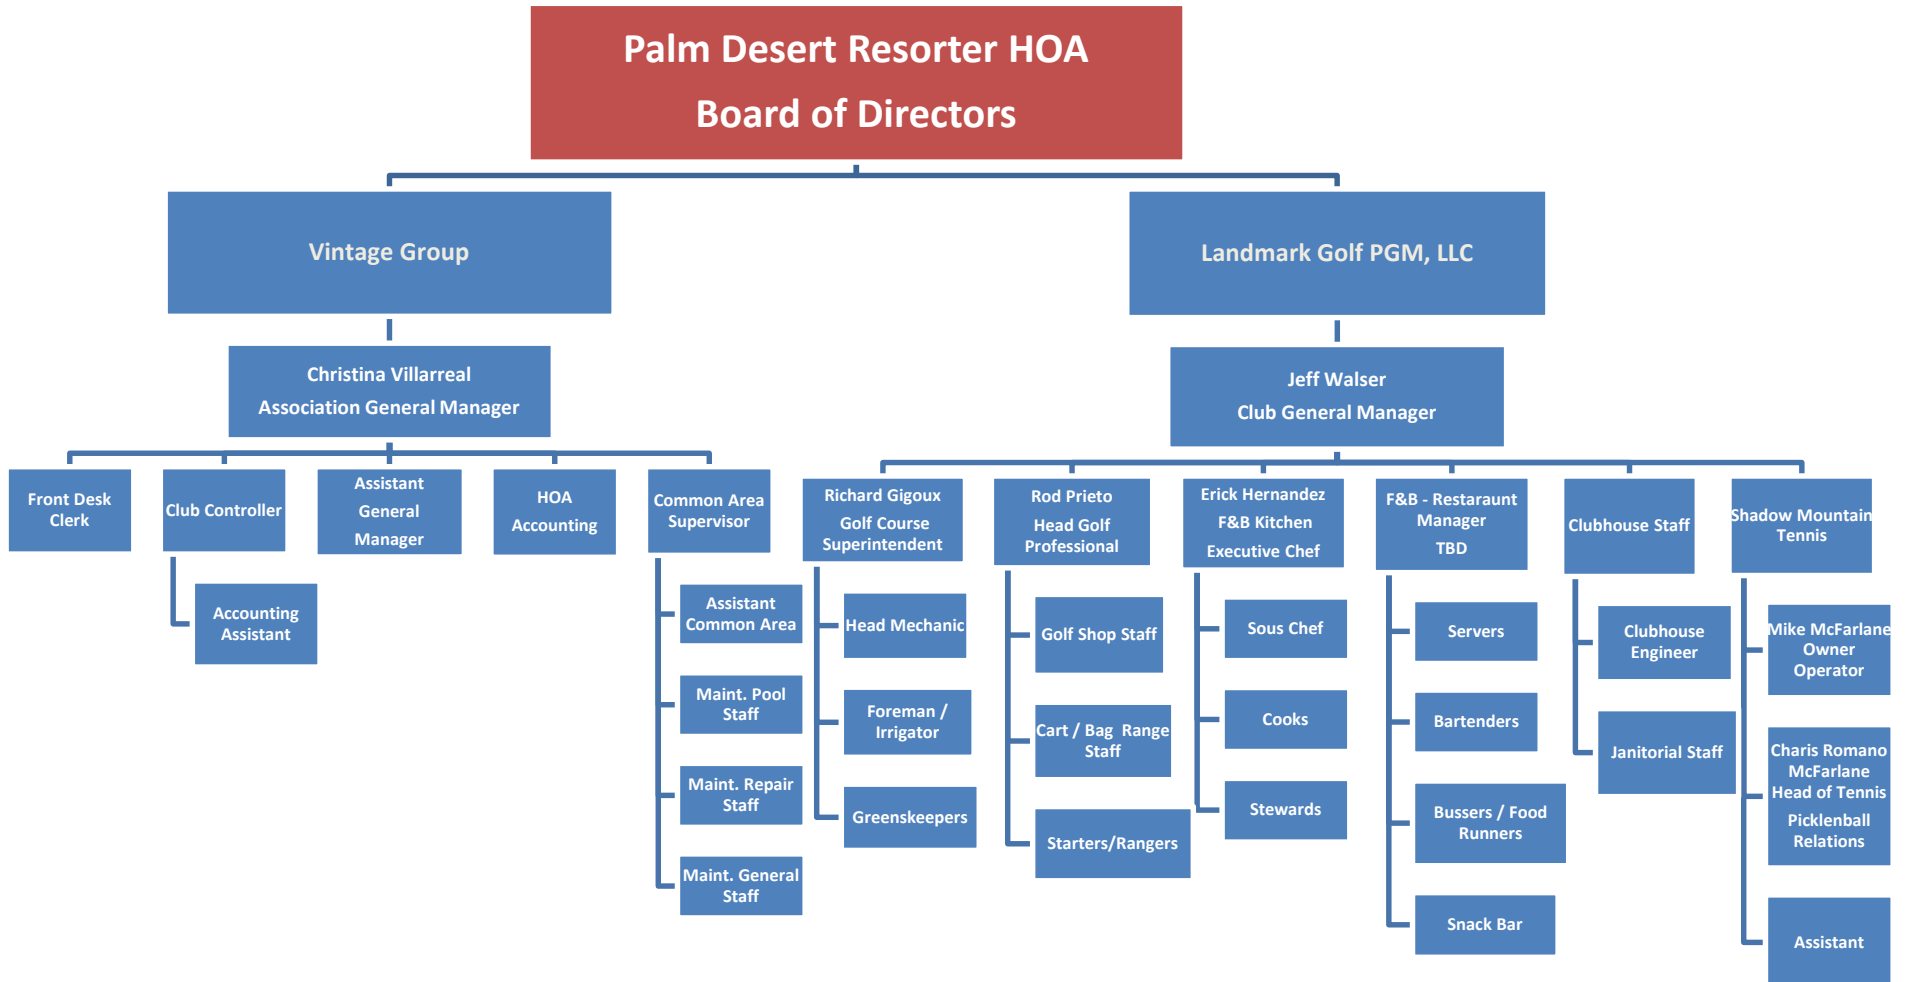 Palm Desert Resorter HOA
Board of Directors
Vintage Group
Landmark Golf PGM, LLC
Christina Villarreal
Association General Manager
Jeff Walser
Club General Manager
Front Desk
Clerk
Club Controller
Assistant
General
Manager
HOA
Accounting
Common Area
Supervisor
Richard Gigoux
Golf Course
Superintendent
Rod Prieto
Head Golf
Professional
Erick Hernandez
F&B Kitchen
Executive Chef
F&B - Restaraunt
Manager
TBD
Clubhouse Staff
Shadow Mountain
Tennis
Accounting
Assistant
Assistant
Common Area
Maint. Pool
Staff
Maint. Repair
Staff
Maint. General
Staff
Head Mechanic
Foreman /
Irrigator
Greenskeepers
Golf Shop Staff
Cart / Bag  Range
Staff
Starters/Rangers
Sous Chef
Cooks
Stewards
Servers
Bartenders
Bussers / Food
Runners
Snack Bar
Clubhouse
Engineer
Janitorial Staff
Mike McFarlane
Owner
Operator
Charis Romano
McFarlane
Head of Tennis
Picklenball
Relations
Assistant